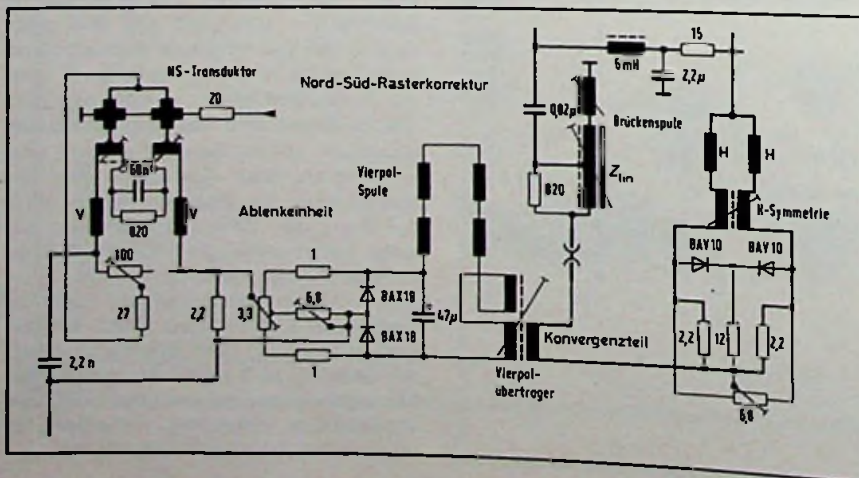 NS-Transduktor
20
Nord-Süd-Rasterkorrektur
68n
820
V
V
Ablenkeinheit
100
27
2,2
2,2n
3,3
1
6,8
1
BAX18
BAX18
47µ
Vierpol-
Spule
Vierpol-
übertrager
Konvergenzteil
0,82µ
820
6mH
2,2µ
15
Brückenspule
Zlin
H
H
H-Symmetrie
BAY10
BAY10
2,2
12
2,2
6,8